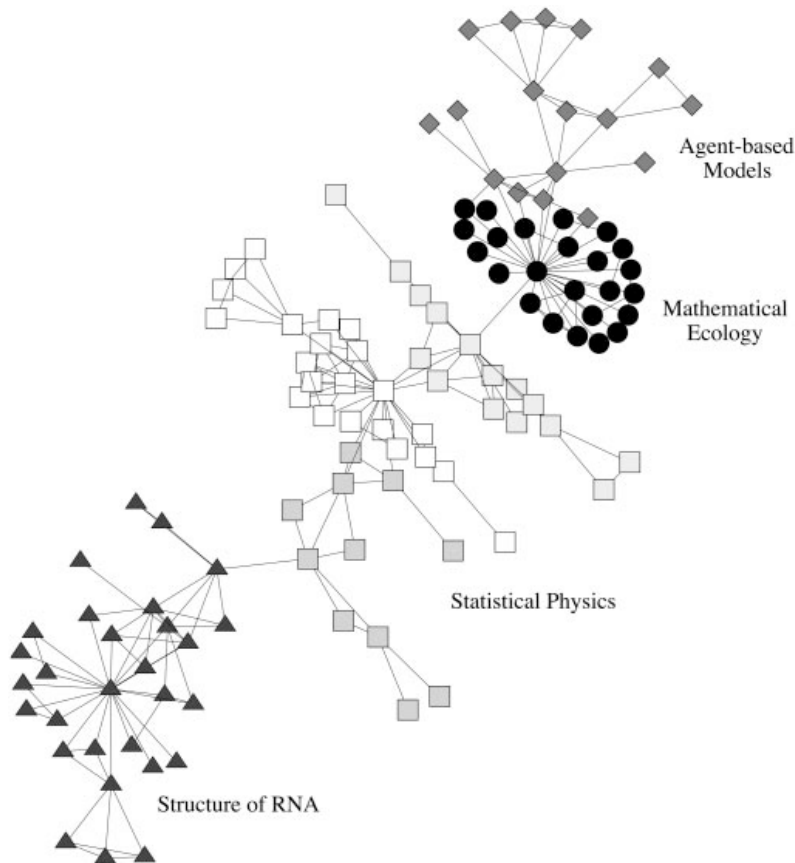 Agent-based
Models
Mathematical
Ecology
Statistical Physics
Structure of RNA